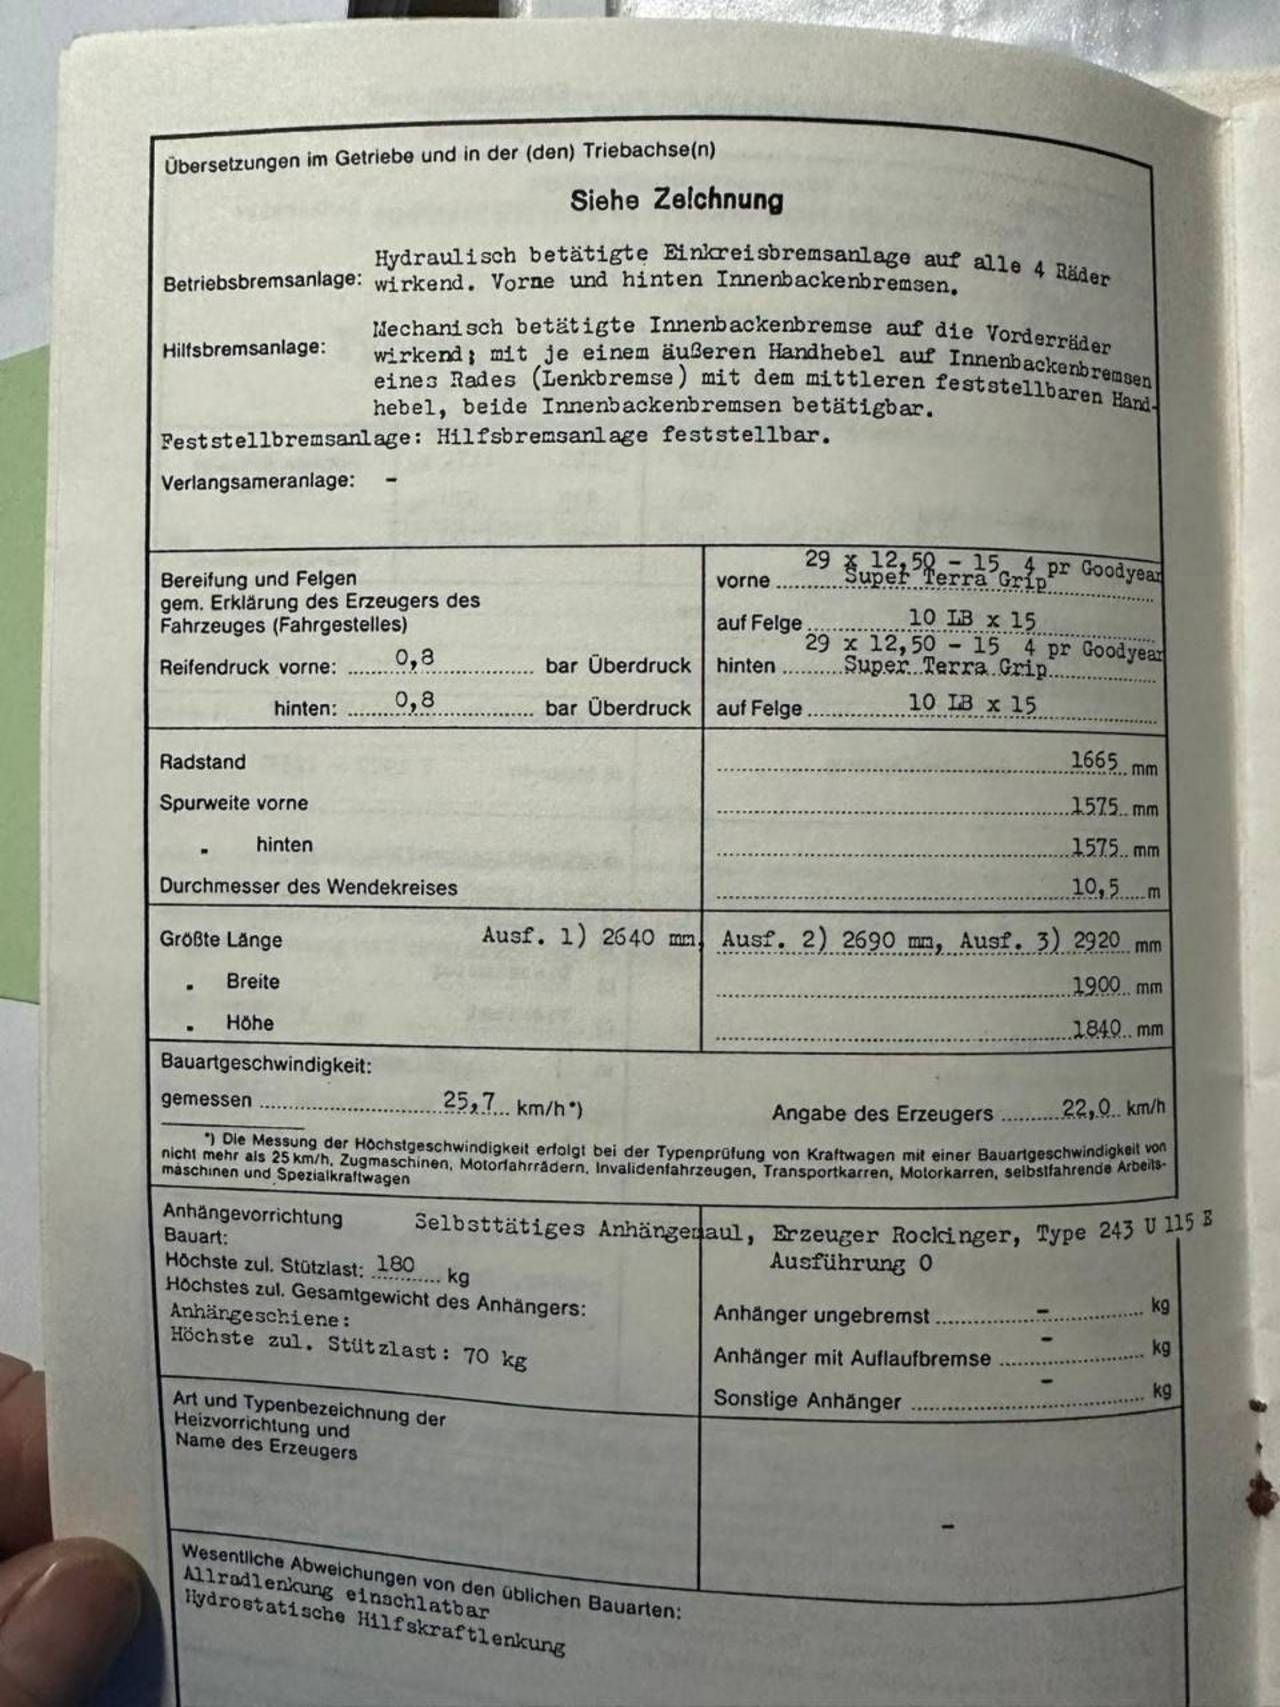 Übersetzungen im Getriebe und in der (den) Triebachse(n)
Siehe Zeichnung
Betriebsbremsanlage: Hydraulisch betätigte Einkreisbremsanlage auf alle 4 Räder
wirkend. Vorne und hinten Innenbackenbremsen.
Hilfsbremsanlage: Mechanisch betätigte Innenbackenbremse auf die Vorderräder
wirkend; mit je einem äußeren Handhebel auf Innenbackenbremsen
eines Rades (Lenkbremse) mit dem mittleren feststellbaren Hand-
hebel, beide Innenbackenbremsen betätigbar.
Feststellbremsanlage: Hilfsbremsanlage feststellbar.
Verlangsameranlage: -
Bereifung und Felgen
gem. Erklärung des Erzeugers des
Fahrzeuges (Fahrgestelles)
Reifendruck vorne: 0,8 bar Überdruck
hinten: 0,8 bar Überdruck
29 x 12,50 - 15 4 pr Goodyear
vorne Super Terra Grip
auf Felge 10 LB x 15
29 x 12,50 - 15 4 pr Goodyear
hinten Super Terra Grip
auf Felge 10 LB x 15
Radstand 1665 mm
Spurweite vorne 1575 mm
" hinten 1575 mm
Durchmesser des Wendekreises 10,5 m
Größte Länge Ausf. 1) 2640 mm Ausf. 2) 2690 mm, Ausf. 3) 2920 mm
" Breite 1900 mm
" Höhe 1840 mm
Bauartgeschwindigkeit:
gemessen 25,7 km/h*) Angabe des Erzeugers 22,0 km/h
*) Die Messung der Höchstgeschwindigkeit erfolgt bei der Typenprüfung von Kraftwagen mit einer Bauartgeschwindigkeit von
nicht mehr als 25 km/h, Zugmaschinen, Motorfahrrädern, Invalidenfahrzeugen, Transportkarren, Motorkarren, selbstfahrende Arbeits-
maschinen und Spezialkraftwagen
Anhängevorrichtung Selbsttätiges Anhängemaul, Erzeuger Rockinger, Type 243 U 115 E
Bauart: Ausführung 0
Höchste zul. Stützlast: 180 kg
Höchstes zul. Gesamtgewicht des Anhängers:
Anhängeschiene:
Höchste zul. Stützlast: 70 kg
Anhänger ungebremst - kg
Anhänger mit Auflaufbremse - kg
Sonstige Anhänger - kg
Art und Typenbezeichnung der
Heizvorrichtung und
Name des Erzeugers
-
Wesentliche Abweichungen von den üblichen Bauarten:
Allradlenkung einschlatbar
Hydrostatische Hilfskraftlenkung